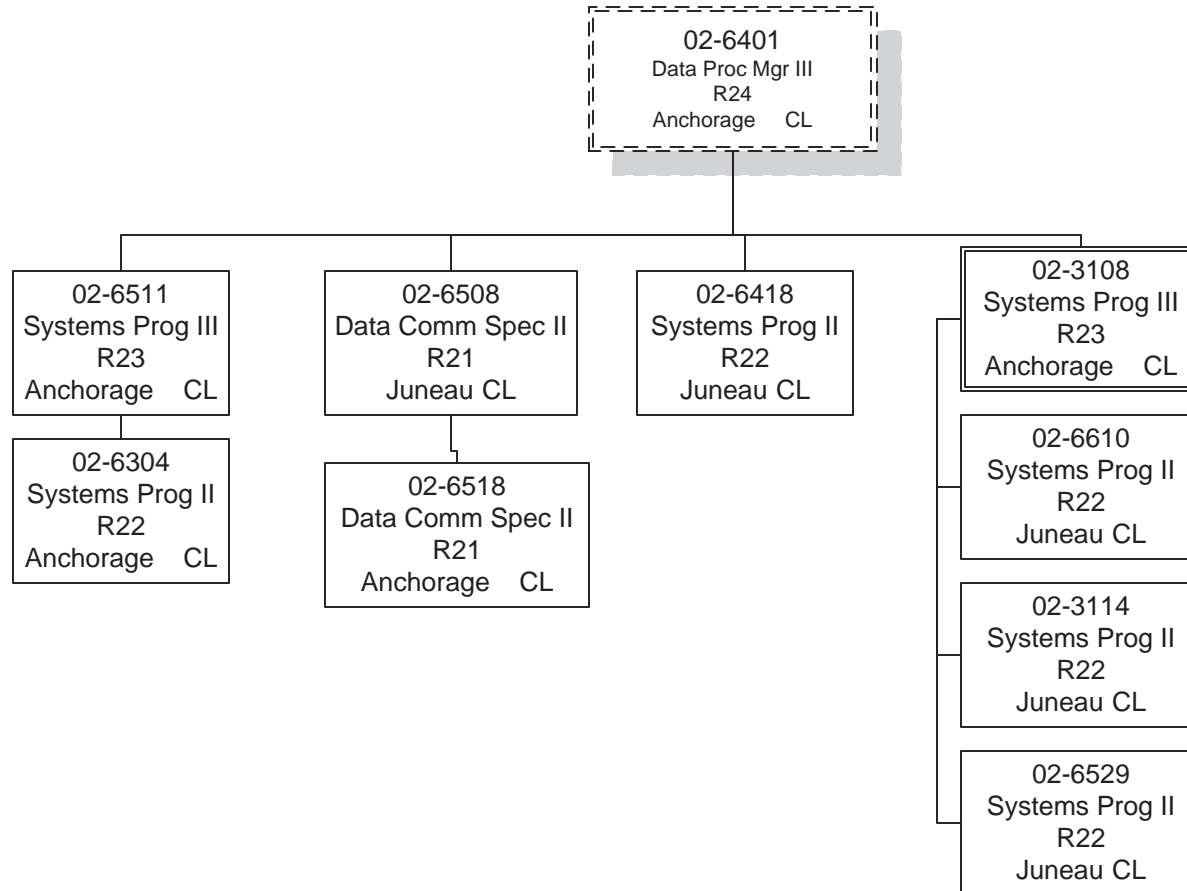 02-6401
Data Proc Mgr III
R24
Anchorage CL
02-6511
Systems Prog III
R23
Anchorage CL
02-6304
Systems Prog II
R22
Anchorage CL
02-6508
Data Comm Spec II
R21
Juneau CL
02-6518
Data Comm Spec II
R21
Anchorage CL
02-6418
Systems Prog II
R22
Juneau CL
02-3108
Systems Prog III
R23
Anchorage CL
02-6610
Systems Prog II
R22
Juneau CL
02-3114
Systems Prog II
R22
Juneau CL
02-6529
Systems Prog II
R22
Juneau CL